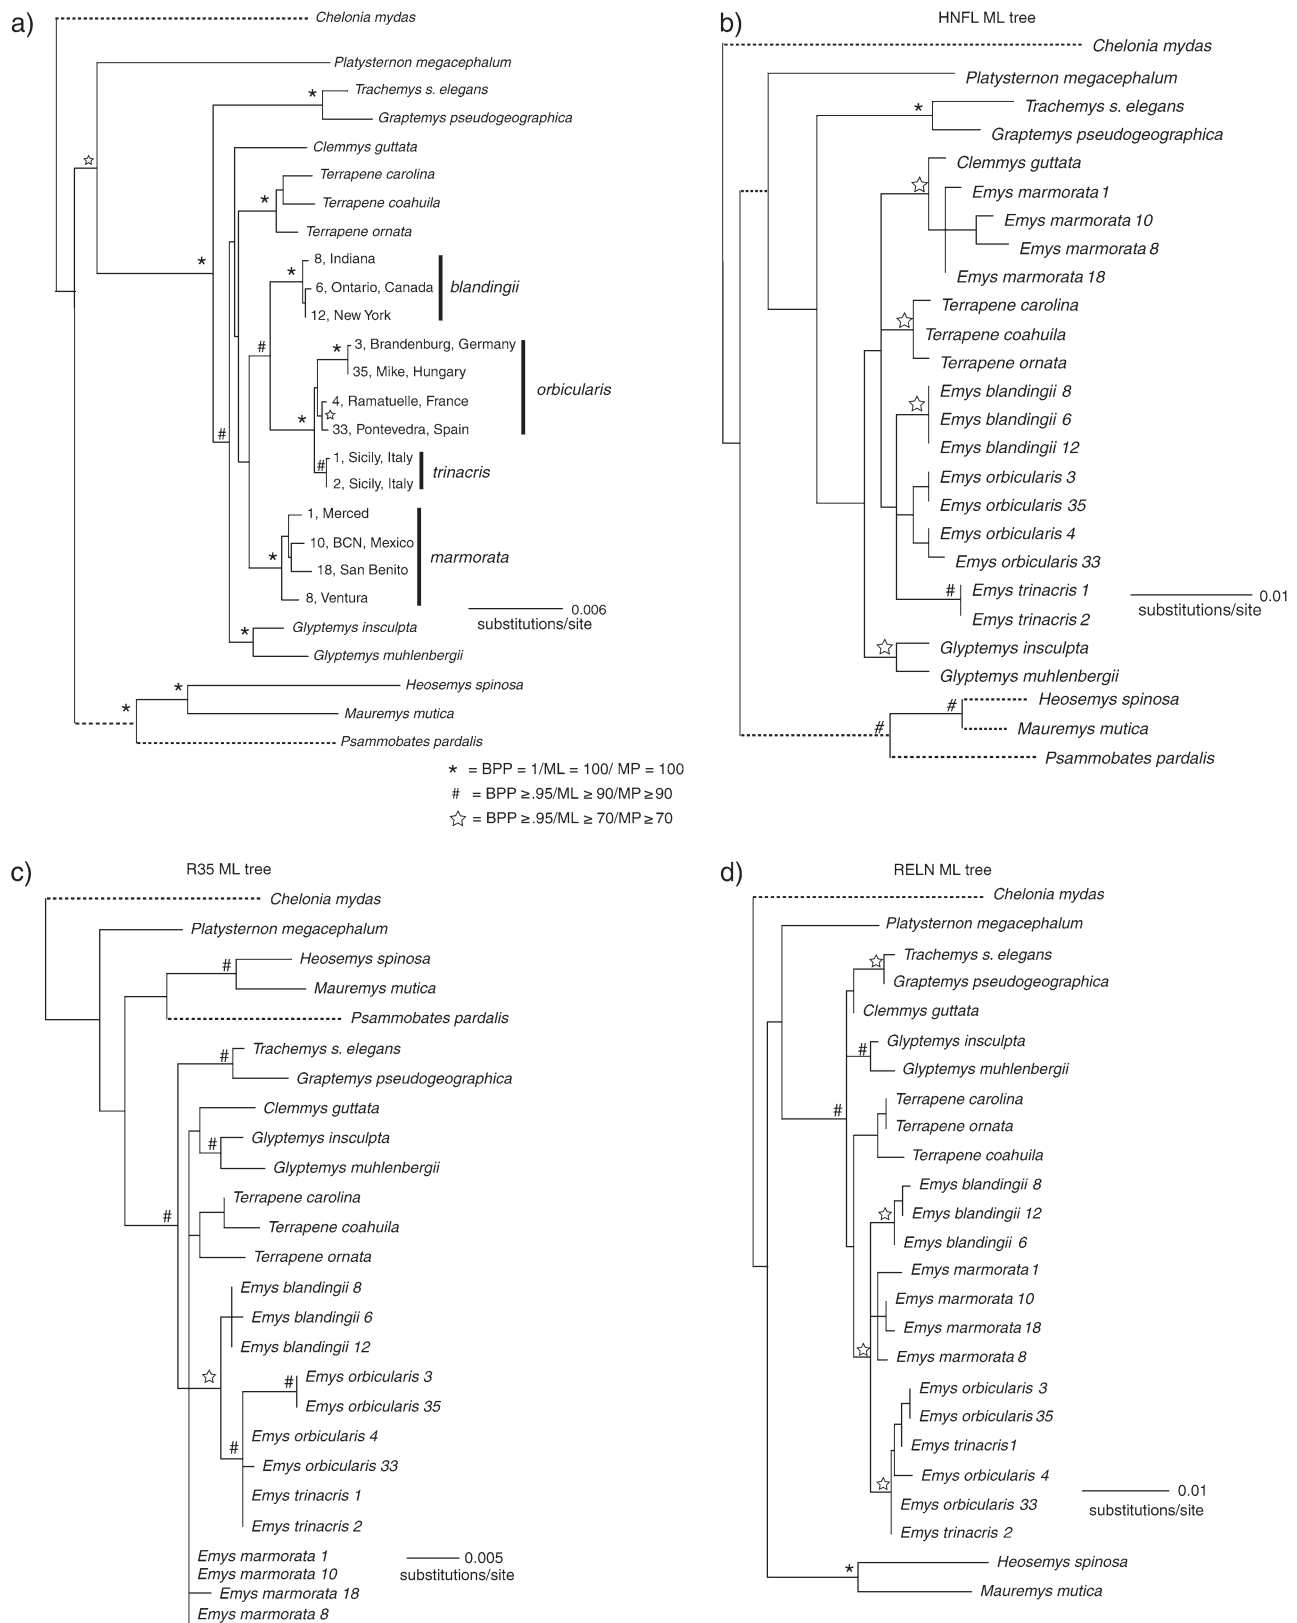 a)
Chelonia mydas
Platysternon megacephalum
*
Trachemys s. elegans
Graptemys pseudogeographica
Clemmys guttata
*
Terrapene carolina
Terrapene coahuila
Terrapene ornata
*
*
8, Indiana
6, Ontario, Canada
12, New York
blandingii
#
*
3, Brandenburg, Germany
35, Mike, Hungary
4, Ramatuelle, France
33, Pontevedra, Spain
orbicularis
*
#
#
1, Sicily, Italy
2, Sicily, Italy
trinacris
1, Merced
10, BCN, Mexico
18, San Benito
8, Ventura
marmorata
*
0.006
substitutions/site
*
Glyptemys insculpta
Glyptemys muhlenbergii
*
*
Heosemys spinosa
Mauremys mutica
Psammobates pardalis
* = BPP = 1/ML = 100/ MP = 100
# = BPP ≥.95/ML ≥ 90/MP ≥ 90
☆ = BPP ≥.95/ML ≥ 70/MP ≥ 70
b)
HNFL ML tree
Chelonia mydas
Platysternon megacephalum
*
Trachemys s. elegans
Graptemys pseudogeographica
Clemmys guttata
Emys marmorata 1
Emys marmorata 10
Emys marmorata 8
Emys marmorata 18
Terrapene carolina
Terrapene coahuila
Terrapene ornata
Emys blandingii 8
Emys blandingii 6
Emys blandingii 12
Emys orbicularis 3
Emys orbicularis 35
Emys orbicularis 4
Emys orbicularis 33
#
Emys trinacris 1
Emys trinacris 2
0.01
substitutions/site
Glyptemys insculpta
Glyptemys muhlenbergii
#
#
Heosemys spinosa
Mauremys mutica
Psammobates pardalis
c)
R35 ML tree
Chelonia mydas
Platysternon megacephalum
#
Heosemys spinosa
Mauremys mutica
Psammobates pardalis
#
Trachemys s. elegans
Graptemys pseudogeographica
Clemmys guttata
#
Glyptemys insculpta
Glyptemys muhlenbergii
#
Terrapene carolina
Terrapene coahuila
Terrapene ornata
Emys blandingii 8
Emys blandingii 6
Emys blandingii 12
#
Emys orbicularis 3
Emys orbicularis 35
#
Emys orbicularis 4
Emys orbicularis 33
Emys trinacris 1
Emys trinacris 2
Emys marmorata 1
Emys marmorata 10
Emys marmorata 18
Emys marmorata 8
0.005
substitutions/site
d)
RELN ML tree
Chelonia mydas
Platysternon megacephalum
Trachemys s. elegans
Graptemys pseudogeographica
Clemmys guttata
#
Glyptemys insculpta
Glyptemys muhlenbergii
#
Terrapene carolina
Terrapene ornata
Terrapene coahuila
Emys blandingii 8
Emys blandingii 12
Emys blandingii 6
Emys marmorata 1
Emys marmorata 10
Emys marmorata 18
Emys marmorata 8
Emys orbicularis 3
Emys orbicularis 35
Emys trinacris 1
Emys orbicularis 4
Emys orbicularis 33
Emys trinacris 2
0.01
substitutions/site
*
Heosemys spinosa
Mauremys mutica